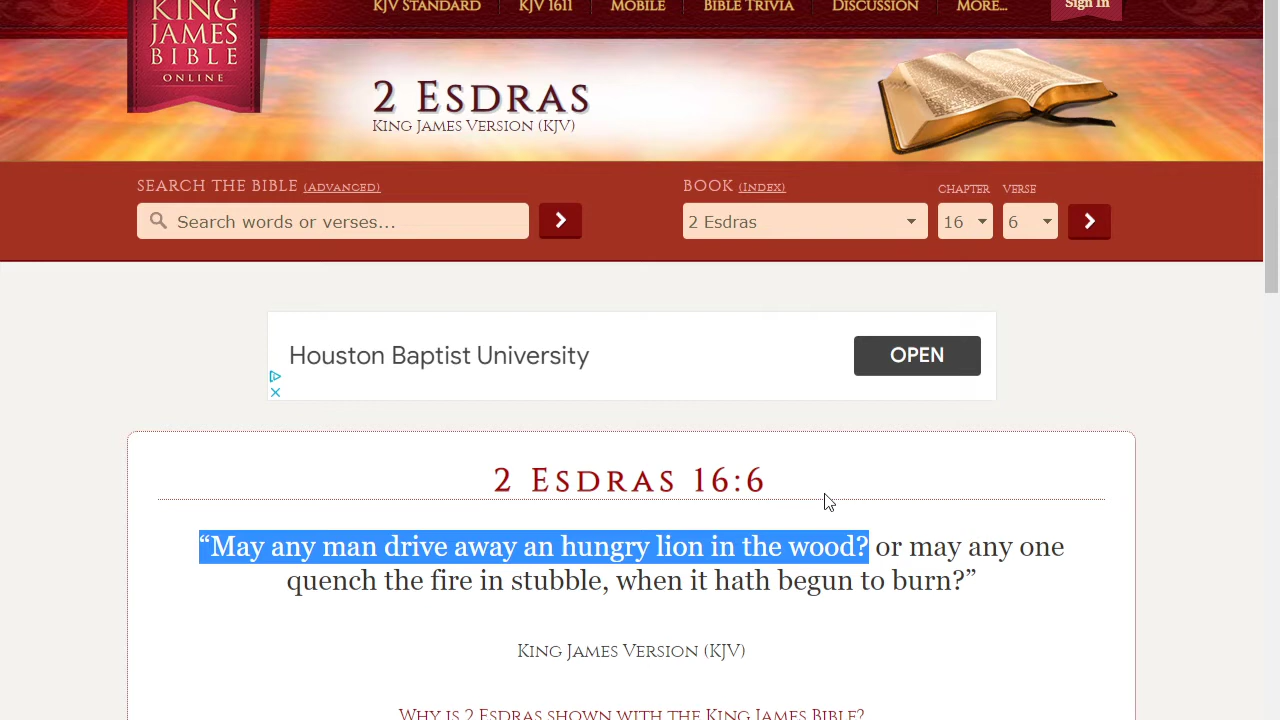 KING
JAMES
BIBLE
ONLINE
KJV Standard
KJV 1611
Mobile
Bible Trivia
Discussion
More...
Sign In
2 Esdras
King James Version (KJV)
SEARCH THE BIBLE (Advanced)
BOOK (Index)
CHAPTER
VERSE
Search words or verses...
2 Esdras
16
6
Houston Baptist University
OPEN
2 Esdras 16:6
“May any man drive away an hungry lion in the wood? or may any one
quench the fire in stubble, when it hath begun to burn?”
King James Version (KJV)
Why is 2 Esdras shown with the King James Bible?